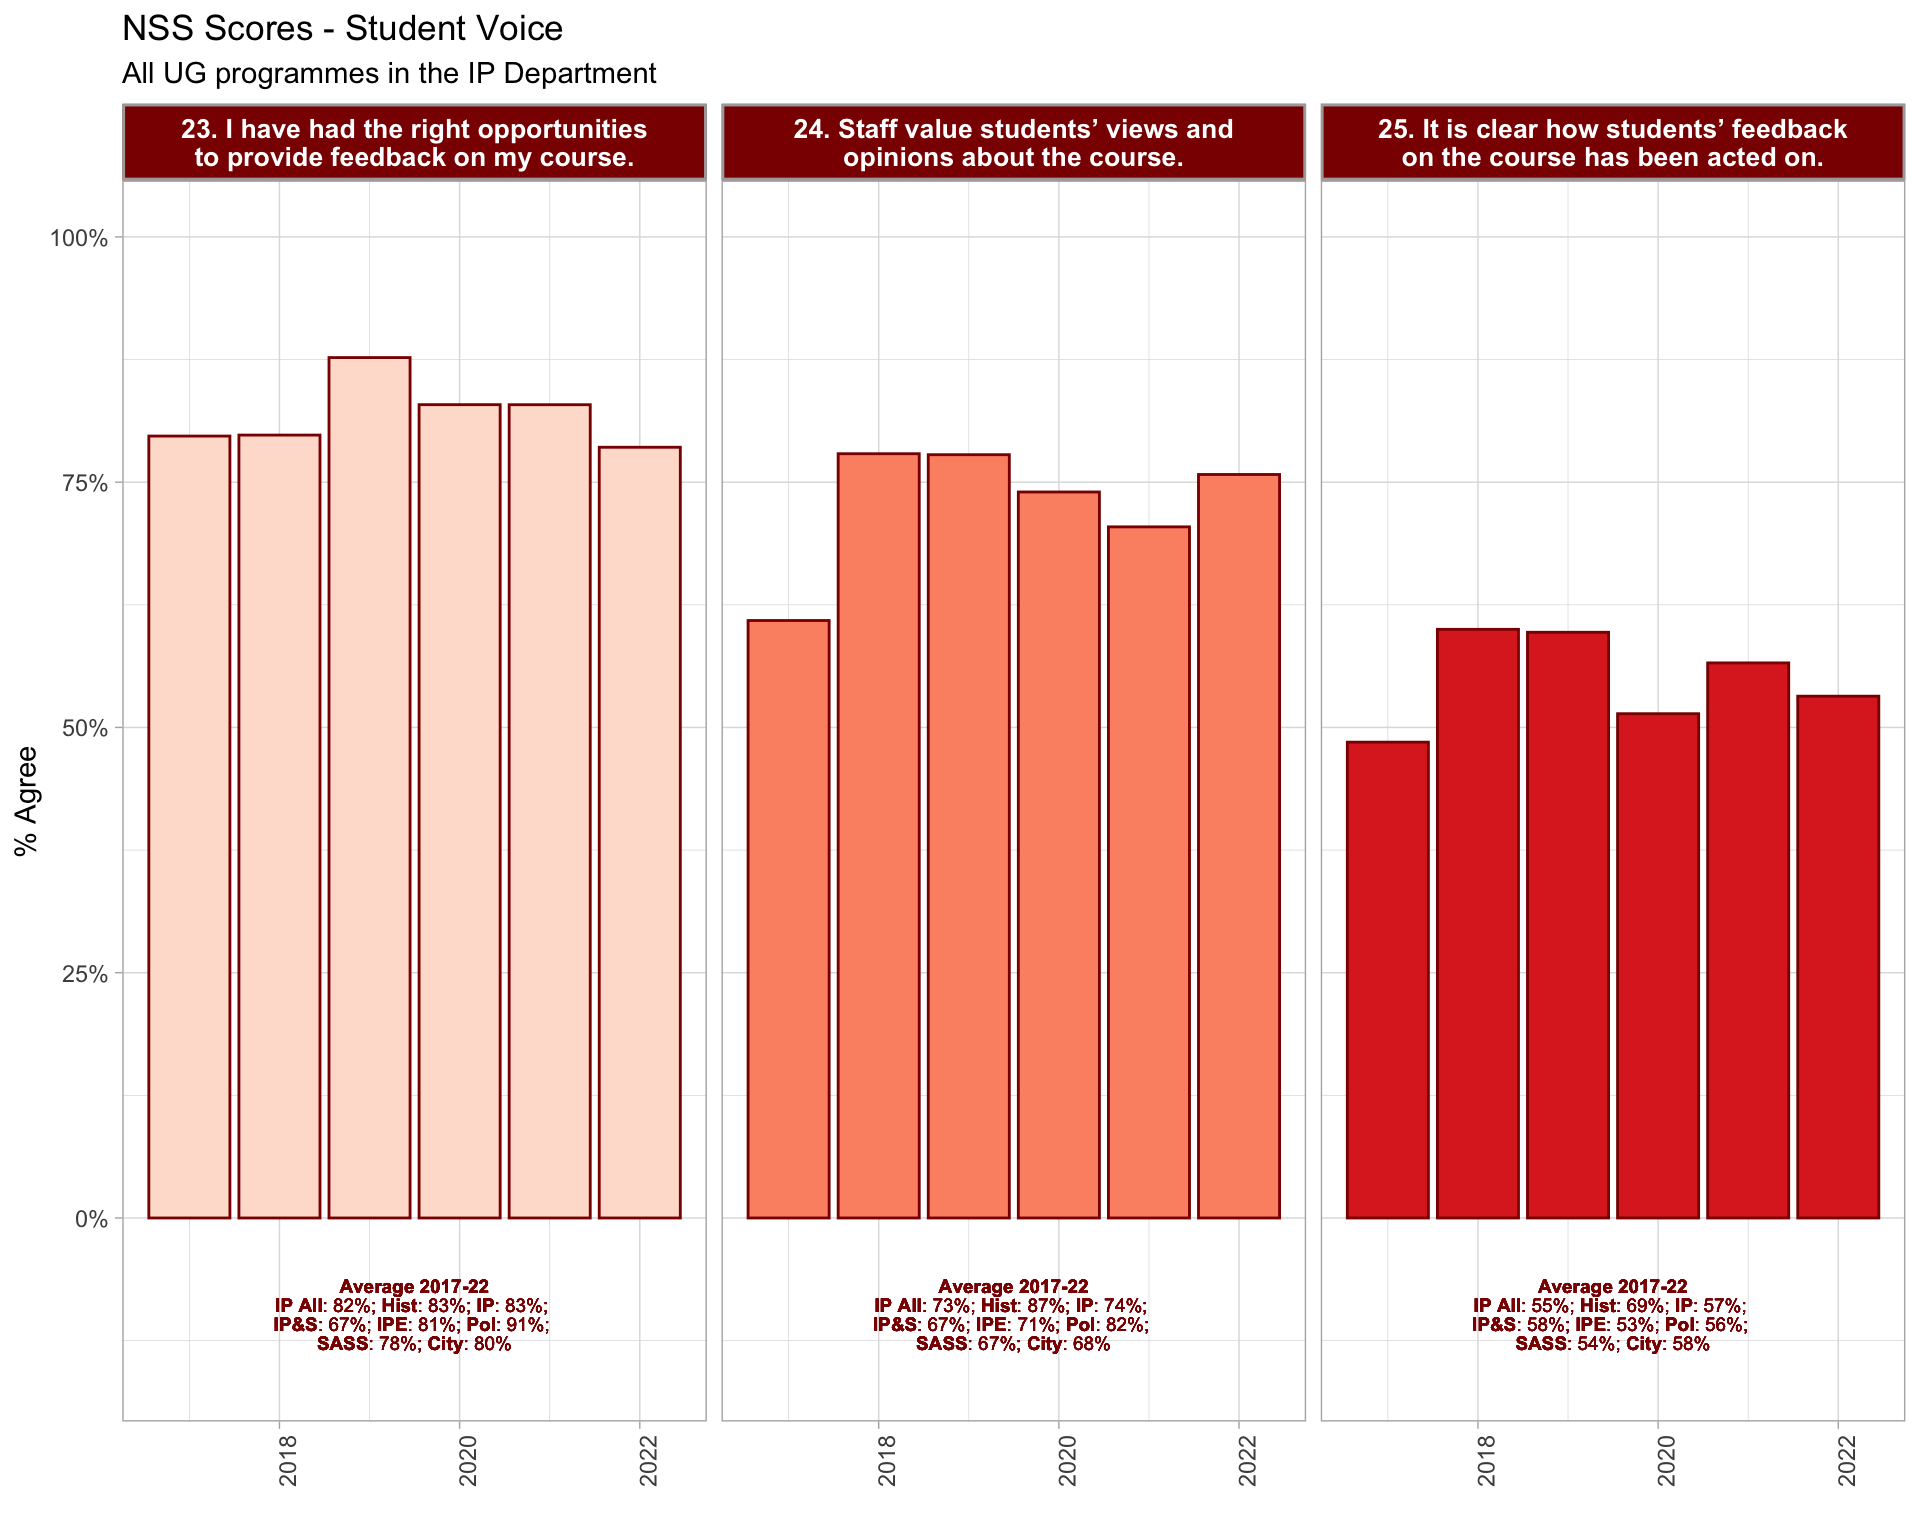 NSS Scores - Student Voice
All UG programmes in the IP Department
23. I have had the right opportunities
to provide feedback on my course.
24. Staff value students’ views and
opinions about the course.
25. It is clear how students’ feedback
on the course has been acted on.
% Agree
100%
75%
50%
25%
0%
Average 2017-22
IP All: 82%; Hist: 83%; IP: 83%;
IP&S: 67%; IPE: 81%; Pol: 91%;
SASS: 78%; City: 80%
Average 2017-22
IP All: 73%; Hist: 87%; IP: 74%;
IP&S: 67%; IPE: 71%; Pol: 82%;
SASS: 67%; City: 68%
Average 2017-22
IP All: 55%; Hist: 69%; IP: 57%;
IP&S: 58%; IPE: 53%; Pol: 56%;
SASS: 54%; City: 58%
2018
2020
2022
2018
2020
2022
2018
2020
2022